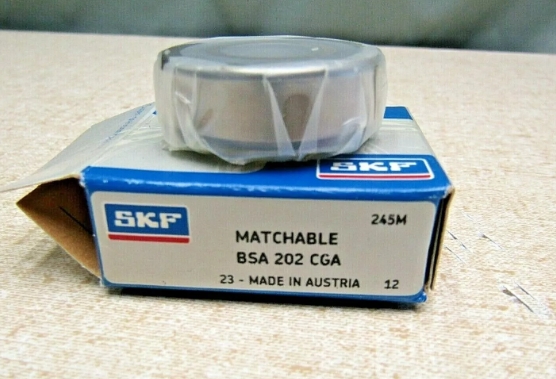 SKF
SKF
245M
MATCHABLE
BSA 202 CGA
23 - MADE IN AUSTRIA 12